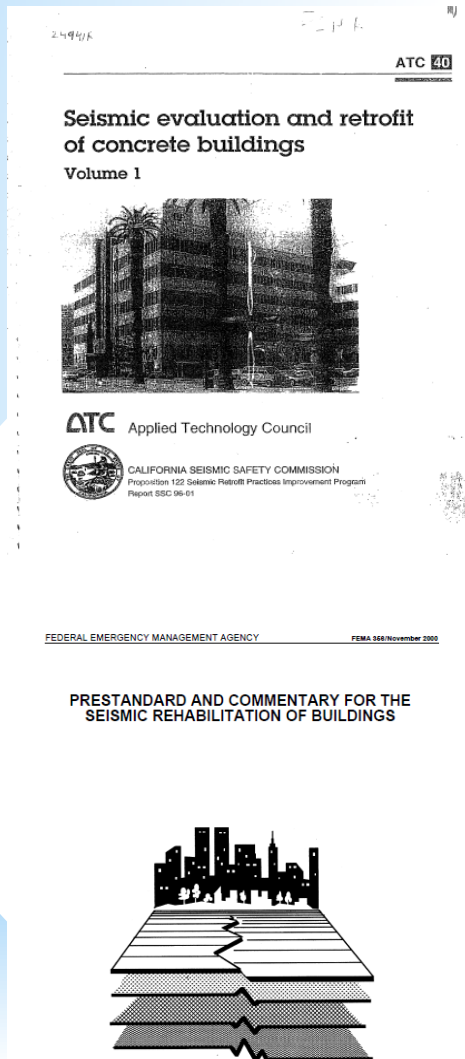 ATC 40
Seismic evaluation and retrofit
of concrete buildings
Volume 1
ATC Applied Technology Council
CALIFORNIA SEISMIC SAFETY COMMISSION
Proposition 122 Seismic Retrofit Practices Improvement Program
Report SSC 96-01
FEDERAL EMERGENCY MANAGEMENT AGENCY FEMA 356/November 2000
PRESTANDARD AND COMMENTARY FOR THE
SEISMIC REHABILITATION OF BUILDINGS